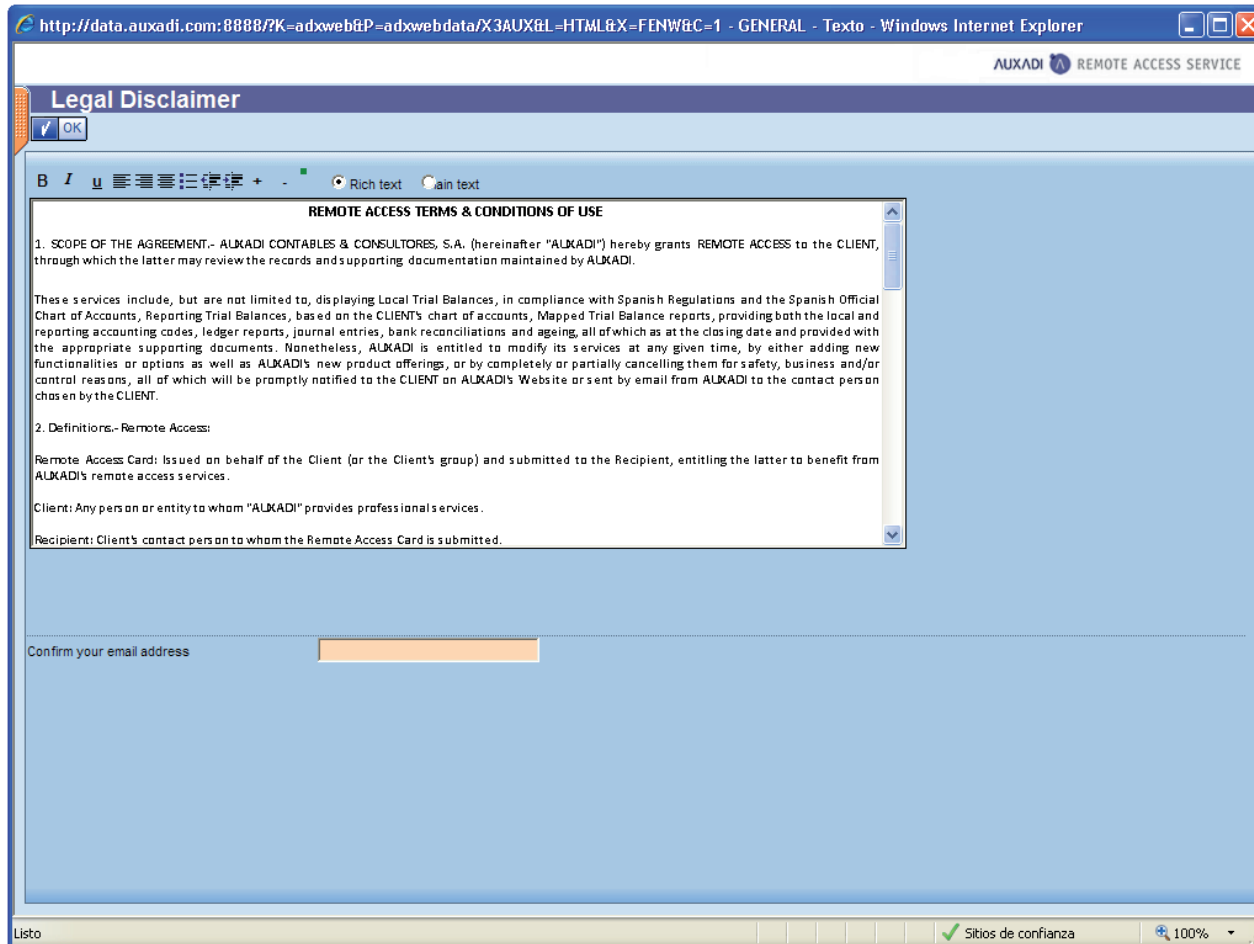 http://data.auxadi.com:8888/?K=adxweb&P=adxwebdata/X3AUX&L=HTML&X=FENW&C=1 - GENERAL - Texto - Windows Internet Explorer
AUXADI REMOTE ACCESS SERVICE
Legal Disclaimer
OK
B I u + - Rich text ain text
REMOTE ACCESS TERMS & CONDITIONS OF USE
1. SCOPE OF THE AGREEMENT.- AUXADI CONTABLES & CONSULTORES, S.A. (hereinafter "AUXADI") hereby grants REMOTE ACCESS to the CLIENT,
through which the latter may review the records and supporting documentation maintained by AUXADI.
These services include, but are not limited to, displaying Local Trial Balances, in compliance with Spanish Regulations and the Spanish Official
Chart of Accounts, Reporting Trial Balances, based on the CLIENT's chart of accounts, Mapped Trial Balance reports, providing both the local and
reporting accounting codes, ledger reports, journal entries, bank reconciliations and ageing, all of which as at the closing date and provided with
the appropriate supporting documents. Nonetheless, AUXADI is entitled to modify its services at any given time, by either adding new
functionalities or options as well as AUXADI's new product offerings, or by completely or partially cancelling them for safety, business and/or
control reasons, all of which will be promptly notified to the CLIENT on AUXADI's Website or sent by email from AUXADI to the contact person
chosen by the CLIENT.
2. Definitions.- Remote Access:
Remote Access Card: Issued on behalf of the Client (or the Client's group) and submitted to the Recipient, entitling the latter to benefit from
AUXADI's remote access services.
Client: Any person or entity to whom "AUXADI" provides professional services.
Recipient: Client's contact person to whom the Remote Access Card is submitted.
Confirm your email address
Listo
Sitios de confianza
100%